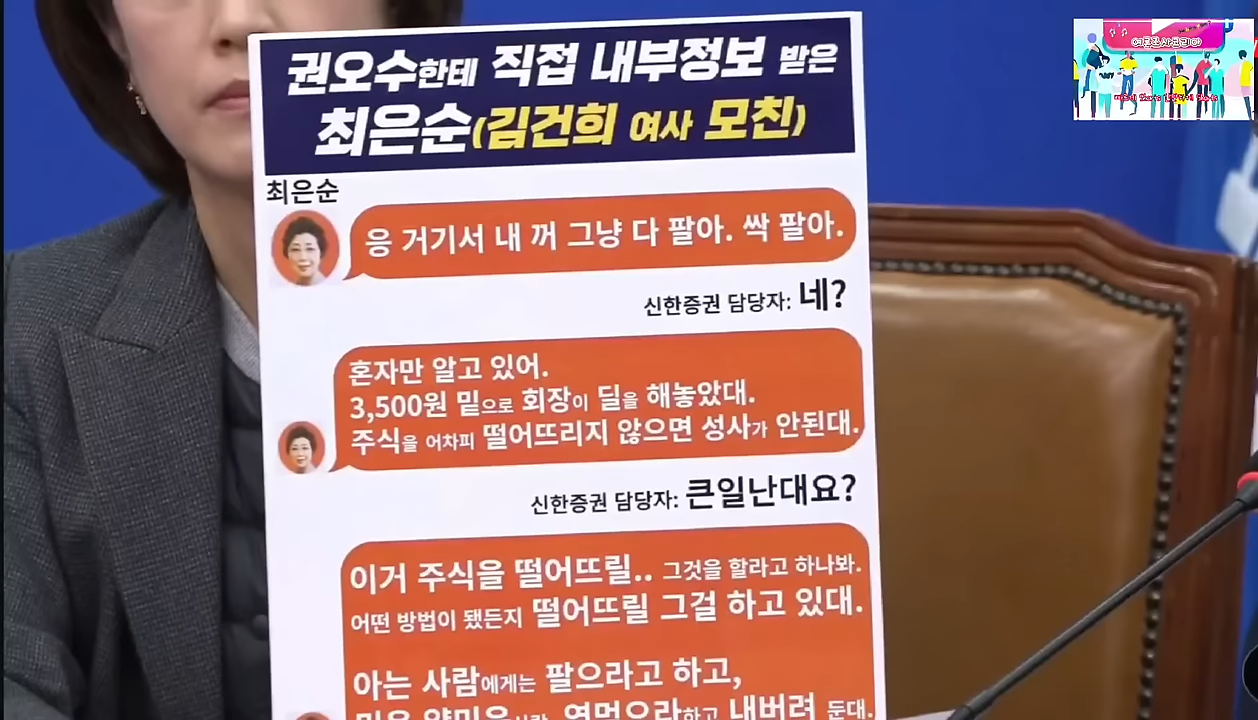 권오수한테 직접 내부정보 받은
최은순(김건희 여사 모친)
최은순
응 거기서 내 꺼 그냥 다 팔아. 싹 팔아.
신한증권 담당자: 네?
혼자만 알고 있어.
3,500원 밑으로 회장이 딜을 해놓았대.
주식을 어차피 떨어뜨리지 않으면 성사가 안된대.
신한증권 담당자: 큰일난대요?
이거 주식을 떨어뜨릴.. 그것을 할라고 하나봐.
어떤 방법이 됐든지 떨어뜨릴 그걸 하고 있대.
아는 사람에게는 팔으라고 하고,
엿먹으라하고 내버려 둔대.